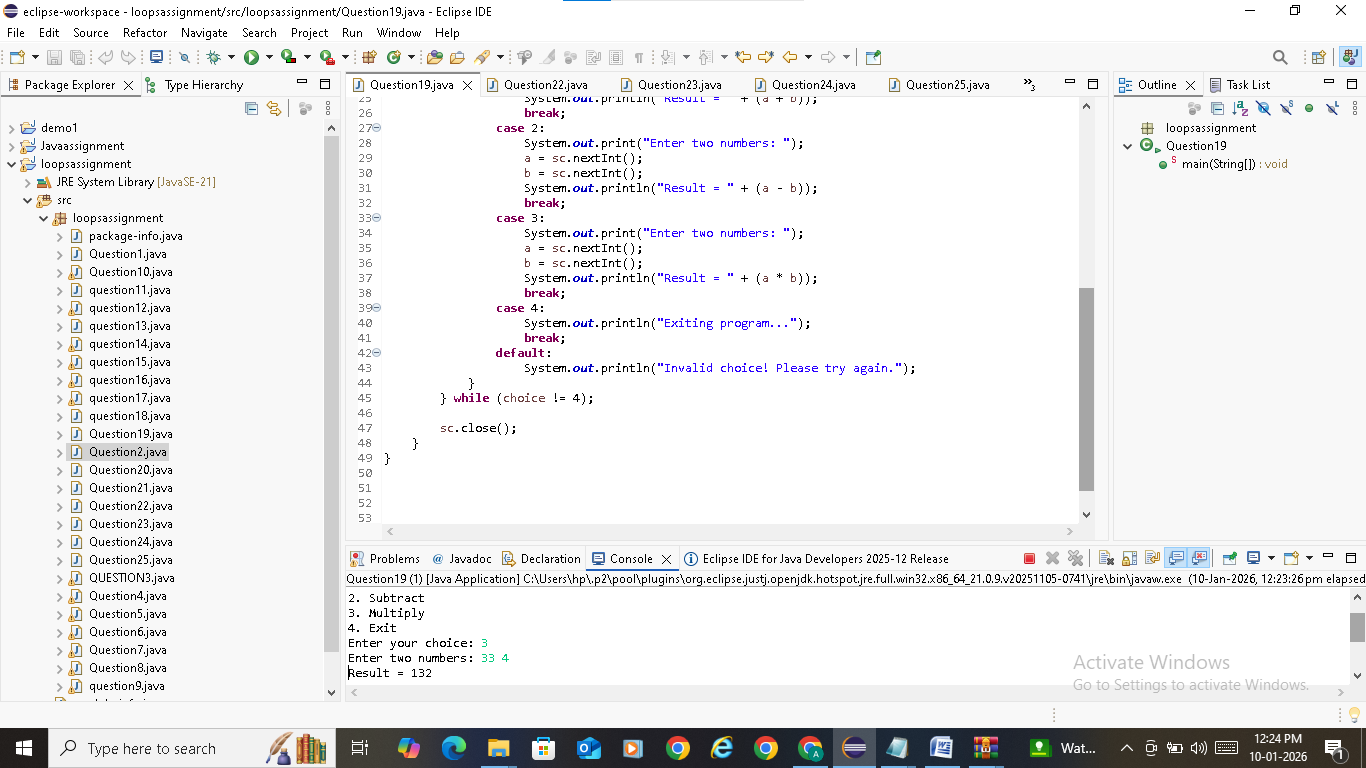 eclipse-workspace - loopsassignment/src/loopsassignment/Question19.java - Eclipse IDE
File Edit Source Refactor Navigate Search Project Run Window Help
Package Explorer Type Hierarchy
demo1
Javaassignment
loopsassignment
JRE System Library [JavaSE-21]
src
loopsassignment
package-info.java
Question1.java
Question10.java
question11.java
question12.java
question13.java
question14.java
question15.java
question16.java
question17.java
question18.java
Question19.java
Question2.java
Question20.java
Question21.java
Question22.java
Question23.java
Question24.java
Question25.java
QUESTION3.java
Question4.java
Question5.java
Question6.java
Question7.java
Question8.java
question9.java
Question19.java Question22.java Question23.java Question24.java Question25.java 3
25 System.out.println("Result = " + (a + b));
26 break;
27 case 2:
28 System.out.print("Enter two numbers: ");
29 a = sc.nextInt();
30 b = sc.nextInt();
31 System.out.println("Result = " + (a - b));
32 break;
33 case 3:
34 System.out.print("Enter two numbers: ");
35 a = sc.nextInt();
36 b = sc.nextInt();
37 System.out.println("Result = " + (a * b));
38 break;
39 case 4:
40 System.out.println("Exiting program...");
41 break;
42 default:
43 System.out.println("Invalid choice! Please try again.");
44 }
45 } while (choice != 4);
46
47 sc.close();
48 }
49 }
50
51
52
53
Outline Task List
loopsassignment
Question19
main(String[]) : void
Problems Javadoc Declaration Console Eclipse IDE for Java Developers 2025-12 Release
Question19 (1) [Java Application] C:\Users\hp\.p2\pool\plugins\org.eclipse.justj.openjdk.hotspot.jre.full.win32.x86_64_21.0.9.v20251105-0741\jre\bin\javaw.exe (10-Jan-2026, 12:23:26 pm elapsed
2. Subtract
3. Multiply
4. Exit
Enter your choice: 3
Enter two numbers: 33 4
Result = 132
Activate Windows
Go to Settings to activate Windows.
Type here to search
Wat...
12:24 PM
10-01-2026
1